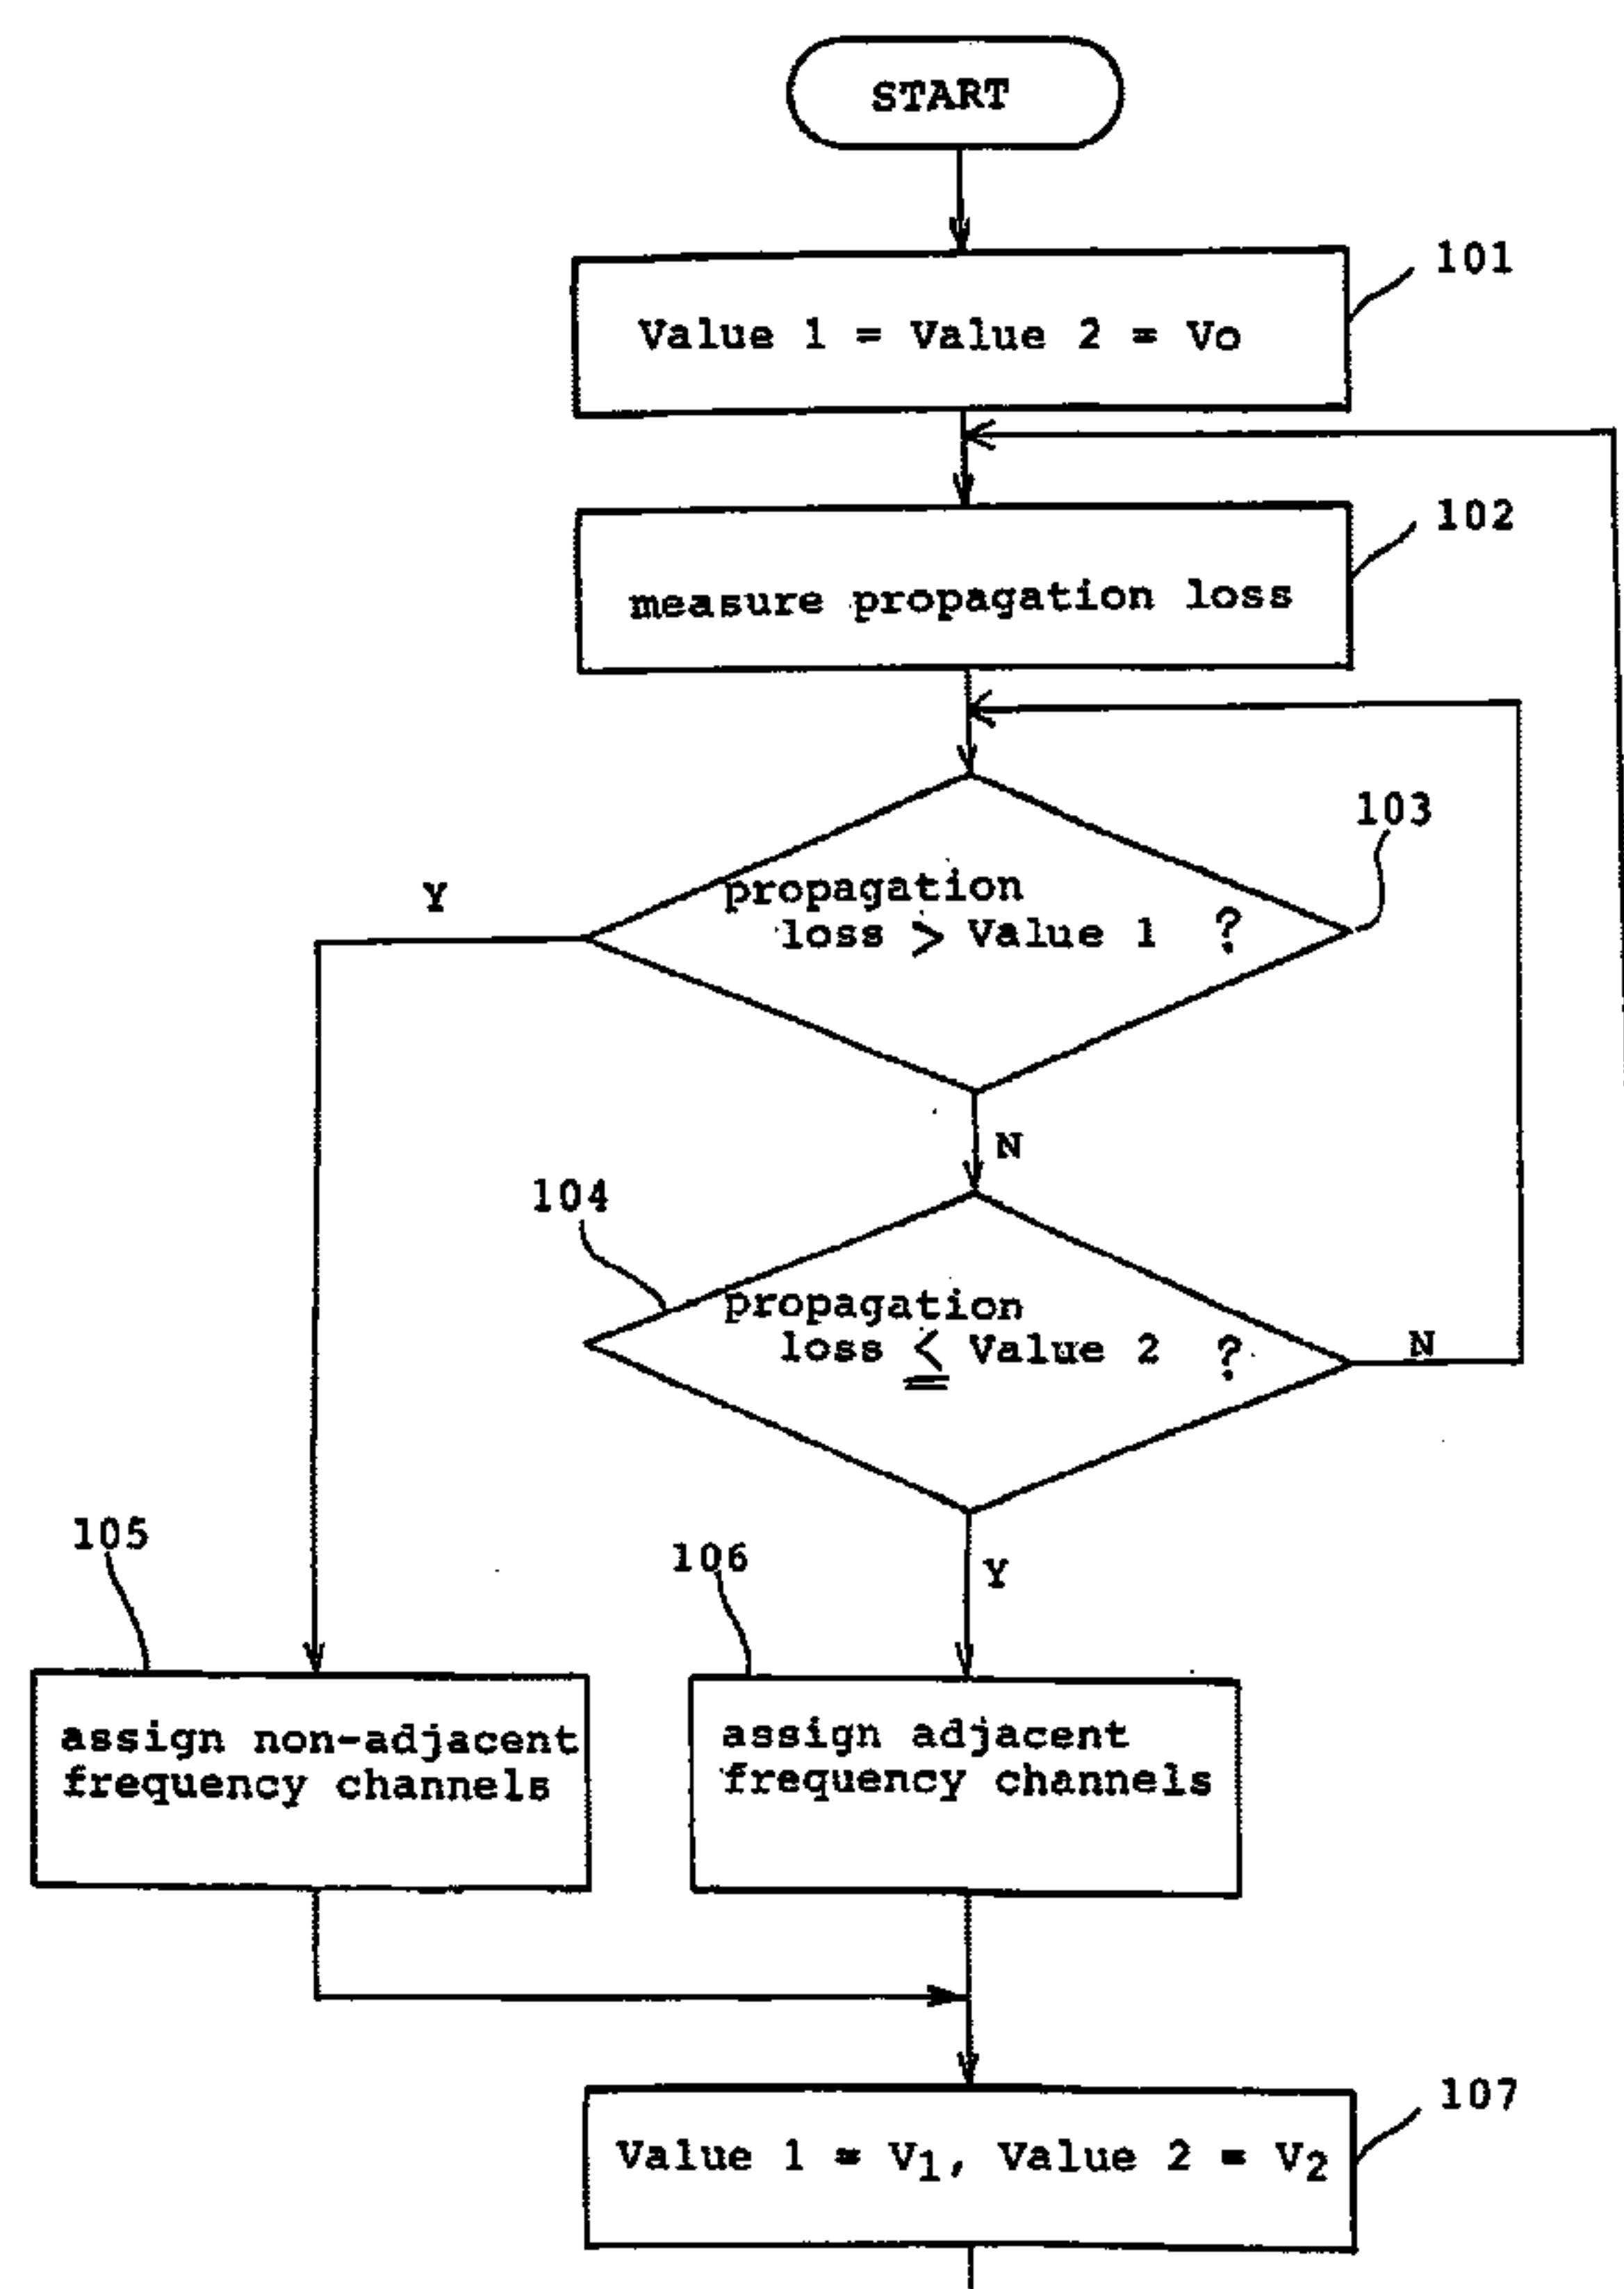 START
101
Value 1 = Value 2 = Vo
102
measure propagation loss
103
Y
propagation
loss > Value 1 ?
N
104
propagation
loss ≦ Value 2 ?
N
105
106
Y
assign non-adjacent
frequency channels
assign adjacent
frequency channels
107
Value 1 = V₁, Value 2 = V₂